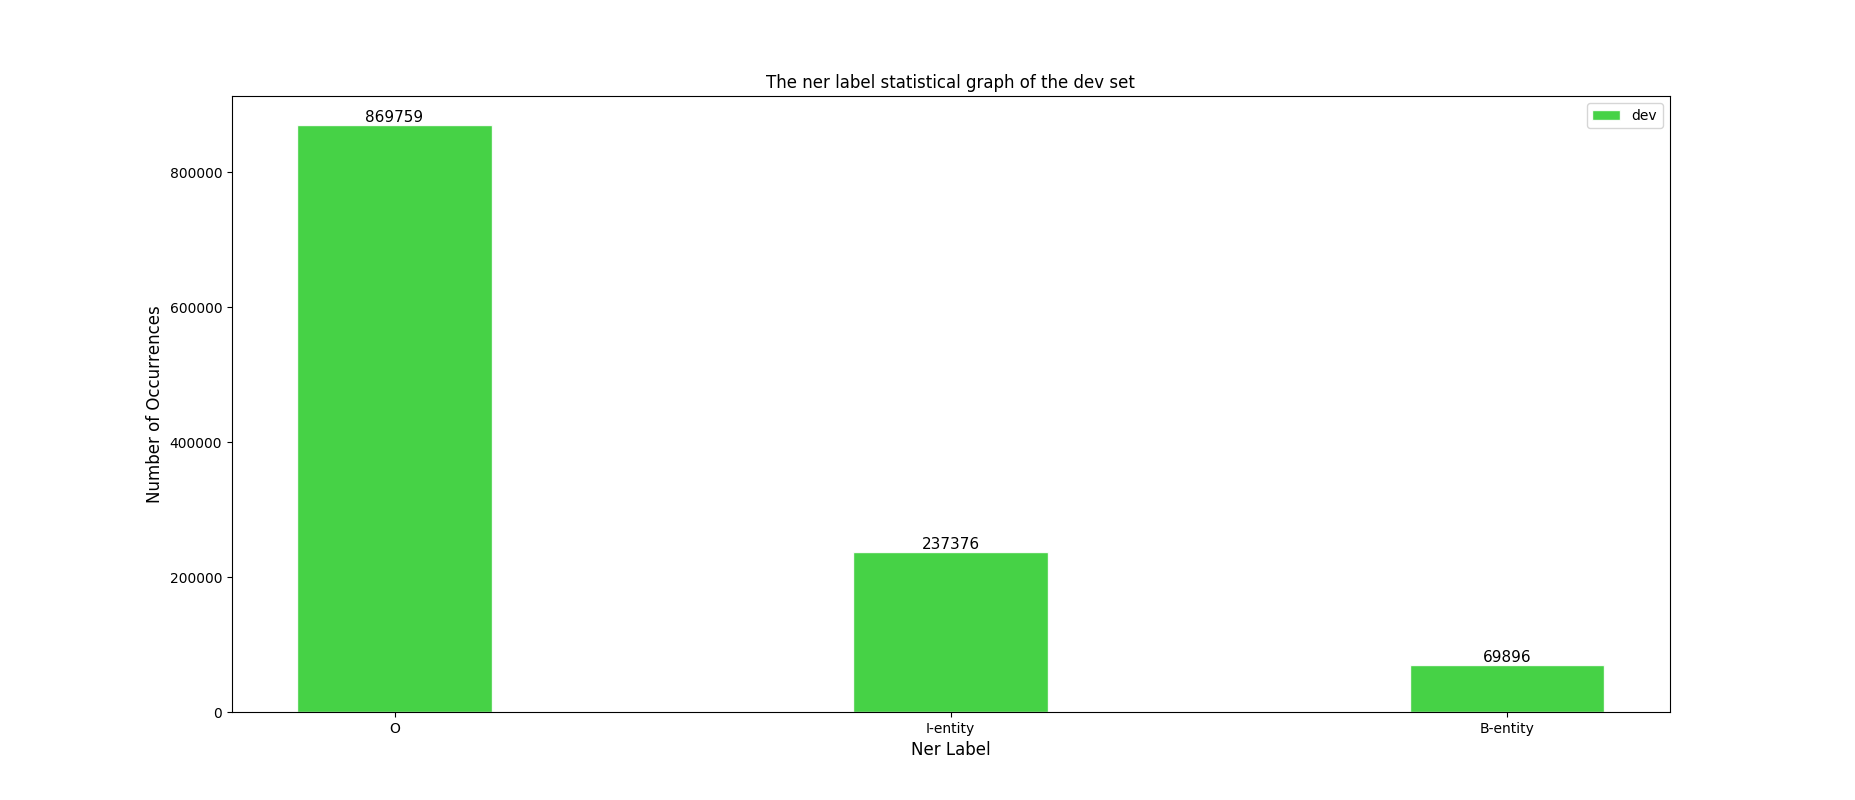 The ner label statistical graph of the dev set
dev
869759
237376
69896
800000
600000
400000
200000
0
Number of Occurrences
O
I-entity
B-entity
Ner Label